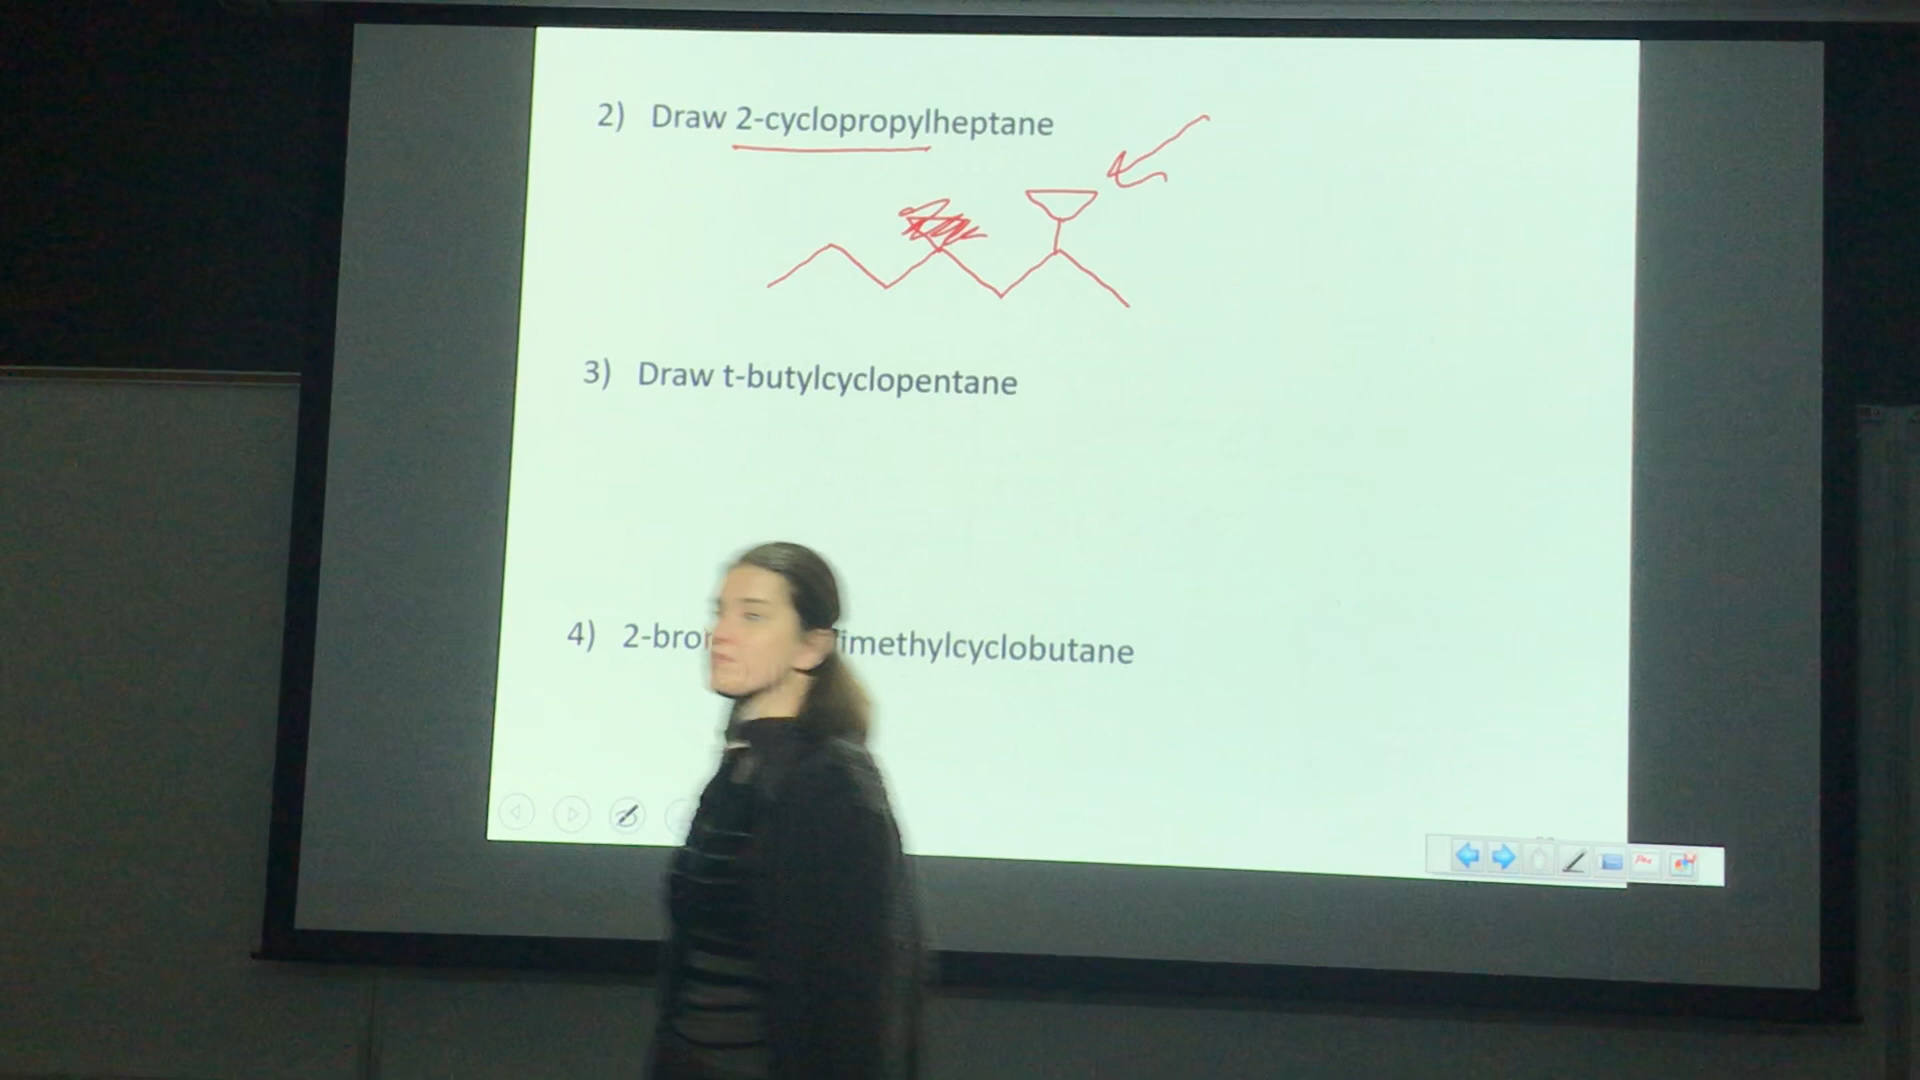 2) Draw 2-cyclopropylheptane
3) Draw t-butylcyclopentane
4) 2-bro imethylcyclobutane